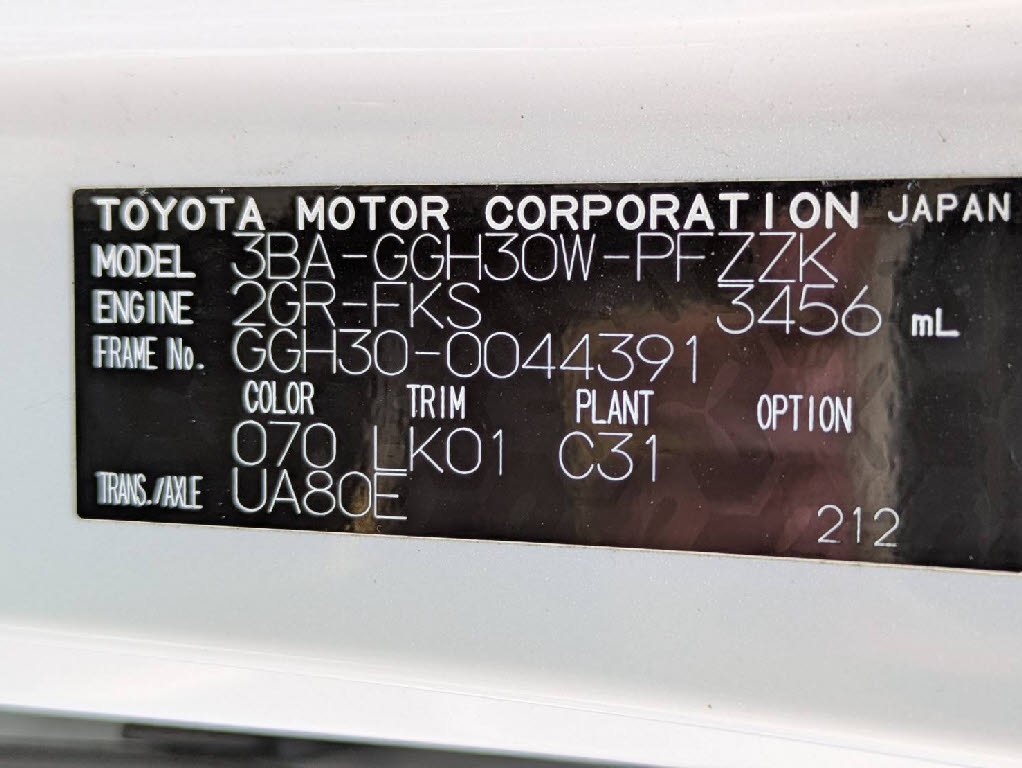 TOYOTA MOTOR CORPORATION JAPAN
MODEL 3BA-GGH30W-PFZZK
ENGINE 2GR-FKS 3456 mL
FRAME No. GGH30-0044391
COLOR TRIM PLANT OPTION
070 LK01 C31
TRANS./AXLE UA80E
212